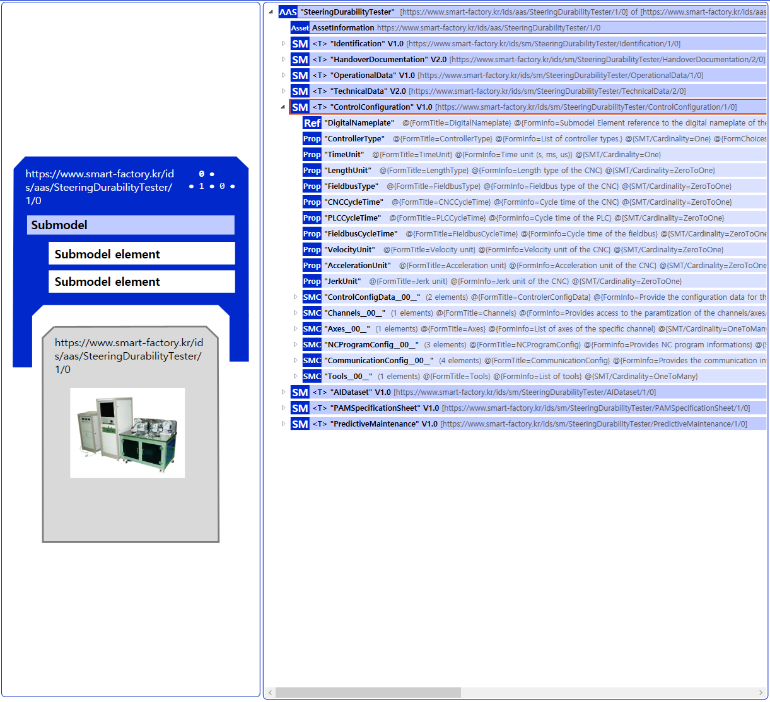 https://www.smart-factory.kr/id
s/aas/SteeringDurabilityTester/
1/0
0
1 0
Submodel
Submodel element
Submodel element
https://www.smart-factory.kr/id
s/aas/SteeringDurabilityTester/
1/0
AAS "SteeringDurabilityTester" [https://www.smart-factory.kr/ids/aas/SteeringDurabilityTester/1/0] of [https://www.smart-factory.kr/ids/aas/SteeringDurabilityTester/
Asset AssetInformation https://www.smart-factory.kr/ids/aas/SteeringDurabilityTester/1/0
SM <T> "Identification" V1.0 [https://www.smart-factory.kr/ids/sm/SteeringDurabilityTester/Identification/1/0]
SM <T> "HandoverDocumentation" V2.0 [https://www.smart-factory.kr/ids/sm/SteeringDurabilityTester/HandoverDocumentation/2/0]
SM <T> "OperationalData" V1.0 [https://www.smart-factory.kr/ids/sm/SteeringDurabilityTester/OperationalData/1/0]
SM <T> "TechnicalData" V2.0 [https://www.smart-factory.kr/ids/sm/SteeringDurabilityTester/TechnicalData/2/0]
SM <T> "ControlConfiguration" V1.0 [https://www.smart-factory.kr/ids/sm/SteeringDurabilityTester/ControlConfiguration/1/0]
Ref "DigitalNameplate" @{FormTitle=DigitalNameplate} @{FormInfo=Submodel Element reference to the digital nameplate of the
Prop "ControllerType" @{FormTitle=ControllerType} @{FormInfo=List of controller types.} @{SMT/Cardinality=One} @{FormChoices
Prop "TimeUnit" @{FormTitle=TimeUnit} @{FormInfo=Time unit (s, ms, us)} @{SMT/Cardinality=One}
Prop "LengthUnit" @{FormTitle=LengthType} @{FormInfo=Length type of the CNC} @{SMT/Cardinality=ZeroToOne}
Prop "FieldbusType" @{FormTitle=FieldbusType} @{FormInfo=Fieldbus type of the CNC} @{SMT/Cardinality=ZeroToOne}
Prop "CNCCycleTime" @{FormTitle=CNCCycleTime} @{FormInfo=Cycle time of the CNC} @{SMT/Cardinality=ZeroToOne}
Prop "PLCCycleTime" @{FormTitle=PLCCycleTime} @{FormInfo=Cycle time of the PLC} @{SMT/Cardinality=ZeroToOne}
Prop "FieldbusCycleTime" @{FormTitle=FieldbusCycleTime} @{FormInfo=Cycle time of the fieldbus} @{SMT/Cardinality=ZeroToOne}
Prop "VelocityUnit" @{FormTitle=Velocity unit} @{FormInfo=Velocity unit of the CNC} @{SMT/Cardinality=ZeroToOne}
Prop "AccelerationUnit" @{FormTitle=Acceleration unit} @{FormInfo=Acceleration unit of the CNC} @{SMT/Cardinality=ZeroToOne
Prop "JerkUnit" @{FormTitle=Jerk unit} @{FormInfo=Jerk unit of the CNC} @{SMT/Cardinality=ZeroToOne}
SMC "ControlConfigData__00__" (2 elements) @{FormTitle=ControlerConfigData} @{FormInfo=Provide the configuration data for th
SMC "Channels__00__" (1 elements) @{FormTitle=Channels} @{FormInfo=Provides access to the paramtization of the channels/axes.
SMC "Axes__00__" (1 elements) @{FormTitle=Axes} @{FormInfo=List of axes of the specific channel} @{SMT/Cardinality=OneToMan
SMC "NCProgramConfig__00__" (3 elements) @{FormTitle=NCProgramConfig} @{FormInfo=Provides NC program informations} @{S
SMC "CommunicationConfig__00__" (4 elements) @{FormTitle=CommunicationConfig} @{FormInfo=Provides the communication in
SMC "Tools__00__" (1 elements) @{FormTitle=Tools} @{FormInfo=List of tools} @{SMT/Cardinality=OneToMany}
SM <T> "AIDataset" V1.0 [https://www.smart-factory.kr/ids/sm/SteeringDurabilityTester/AIDataset/1/0]
SM <T> "PAMSpecificationSheet" V1.0 [https://www.smart-factory.kr/ids/sm/SteeringDurabilityTester/PAMSpecificationSheet/1/0]
SM <T> "PredictiveMaintenance" V1.0 [https://www.smart-factory.kr/ids/sm/SteeringDurabilityTester/PredictiveMaintenance/1/0]